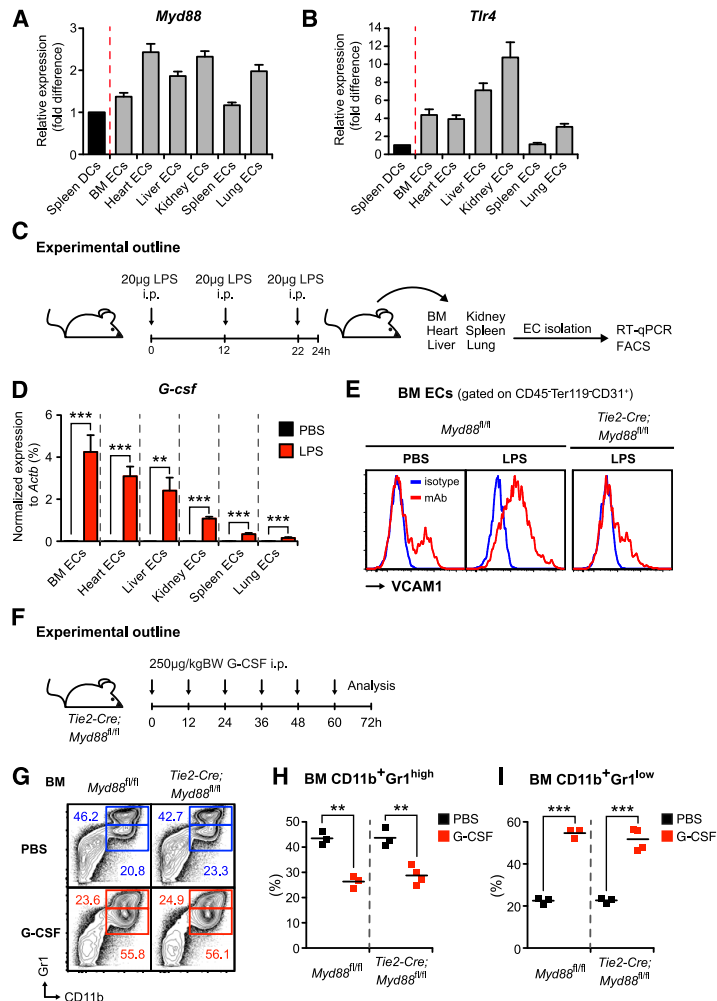 A
Myd88
Relative expression
(fold difference)
3
2
1
0
Spleen DCs
BM ECs
Heart ECs
Liver ECs
Kidney ECs
Spleen ECs
Lung ECs
B
Tlr4
Relative expression
(fold difference)
14
12
10
8
6
4
2
0
Spleen DCs
BM ECs
Heart ECs
Liver ECs
Kidney ECs
Spleen ECs
Lung ECs
C
Experimental outline
20µg LPS 20µg LPS 20µg LPS
i.p. i.p. i.p.
0 12 22 24h
BM Kidney
Heart Spleen
Liver Lung
EC isolation
RT-qPCR
FACS
D
G-csf
Normalized expression
to Actb (%)
6
4
2
0
*** *** ** *** *** ***
PBS
LPS
BM ECs
Heart ECs
Liver ECs
Kidney ECs
Spleen ECs
Lung ECs
E
BM ECs (gated on CD45⁻Ter119⁻CD31⁺)
Myd88fl/fl
Tie2-Cre;
Myd88fl/fl
PBS LPS LPS
isotype
mAb
VCAM1
F
Experimental outline
250µg/kgBW G-CSF i.p.
Analysis
0 12 24 36 48 60 72h
Tie2-Cre;
Myd88fl/fl
G
BM
Myd88fl/fl
Tie2-Cre;
Myd88fl/fl
PBS
46.2
20.8
42.7
23.3
G-CSF
23.6
55.8
24.9
56.1
Gr1
CD11b
H
BM CD11b⁺Gr1high
PBS
G-CSF
** **
(%)
50
40
30
20
10
0
Myd88fl/fl
Tie2-Cre;
Myd88fl/fl
I
BM CD11b⁺Gr1low
PBS
G-CSF
*** ***
(%)
60
40
20
0
Myd88fl/fl
Tie2-Cre;
Myd88fl/fl